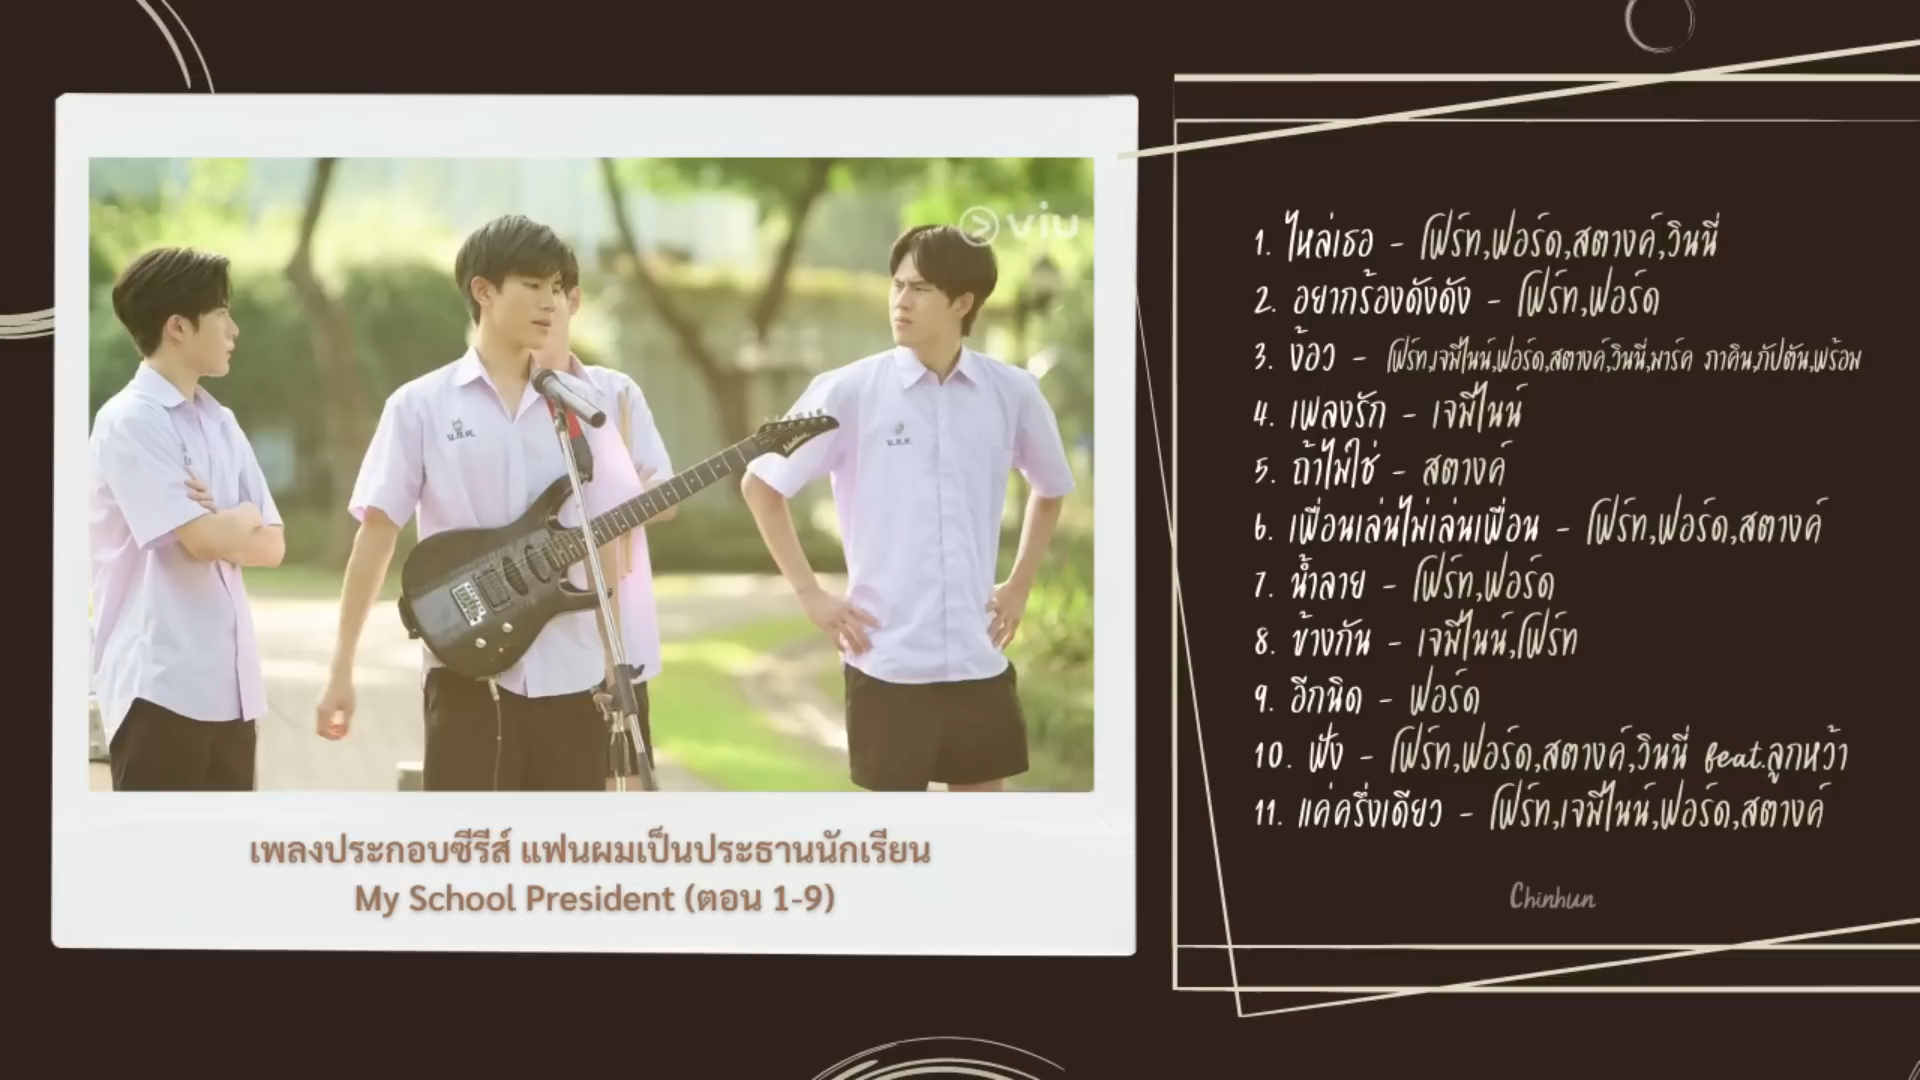 viu
น.ย.ศ.
เพลงประกอบซีรีส์ แฟนผมเป็นประธานนักเรียน
My School President (ตอน 1-9)
1. ไหล่เธอ - โฟร์ท,ฟอร์ด,สตางค์,วินนี่
2. อยากร้องดังดัง - โฟร์ท,ฟอร์ด
3. ง้อว - โฟร์ท,เจมีไนน์,ฟอร์ด,สตางค์,วินนี่,มาร์ค ภาคิน,กัปตัน,พร้อม
4. เพลงรัก - เจมีไนน์
5. ถ้าไม่ใช่ - สตางค์
6. เพื่อนเล่นไม่เล่นเพื่อน - โฟร์ท,ฟอร์ด,สตางค์
7. น้ำลาย - โฟร์ท,ฟอร์ด
8. ข้างกัน - เจมีไนน์,โฟร์ท
9. อีกนิด - ฟอร์ด
10. ฟัง - โฟร์ท,ฟอร์ด,สตางค์,วินนี่ feat.ลูกหว้า
11. แค่ครึ่งเดียว - โฟร์ท,เจมีไนน์,ฟอร์ด,สตางค์
Chinhun